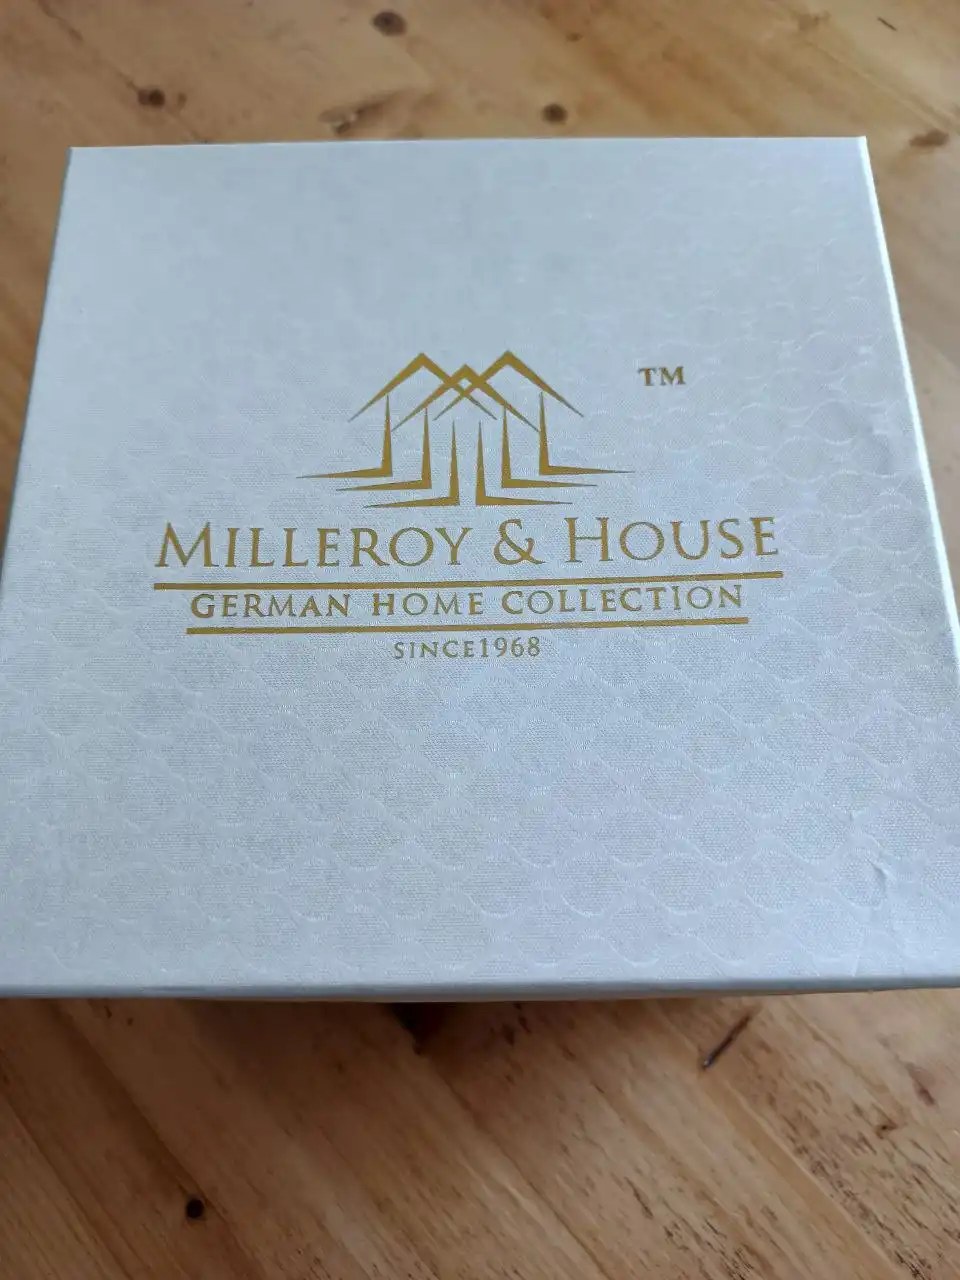 TM
MILLEROY & HOUSE
GERMAN HOME COLLECTION
SINCE1968